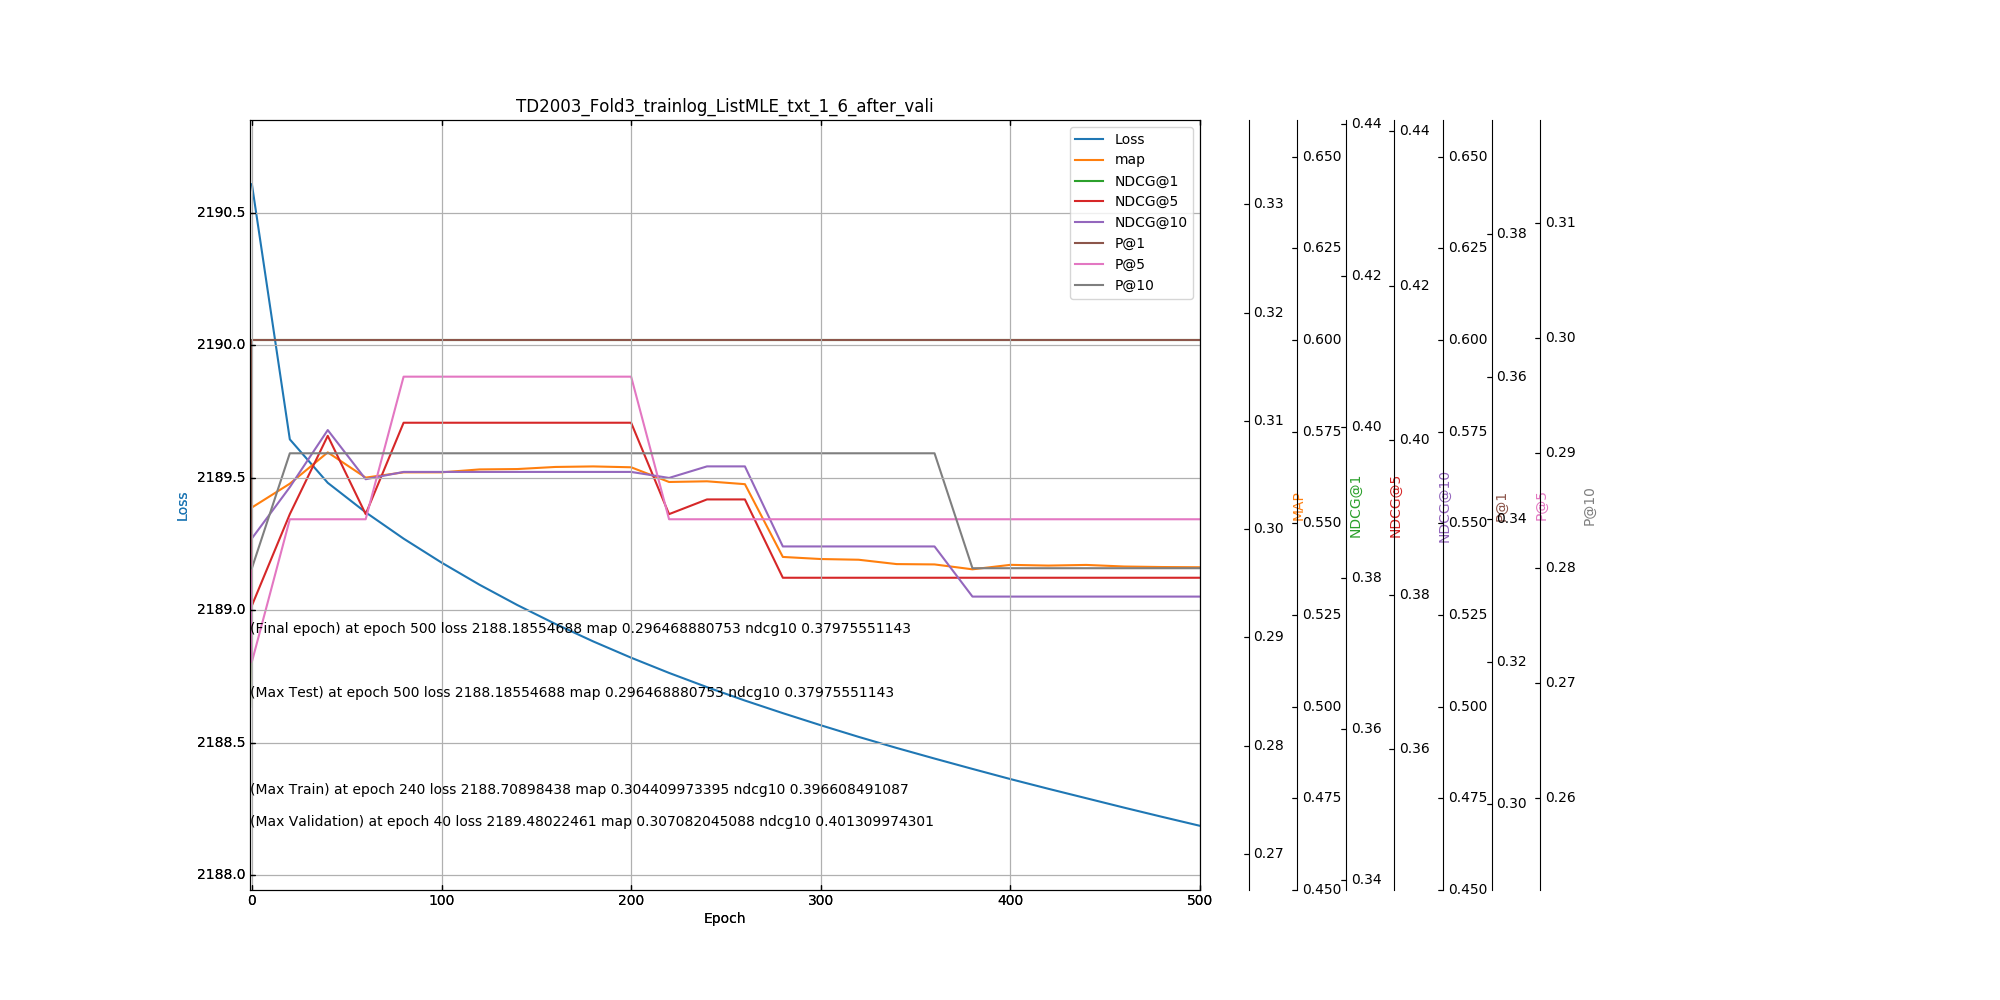 TD2003_Fold3_trainlog_ListMLE_txt_1_6_after_vali
Loss
map
NDCG@1
NDCG@5
NDCG@10
P@1
P@5
P@10
2190.5
2190.0
2189.5
2189.0
2188.5
2188.0
Loss
(Final epoch) at epoch 500 loss 2188.18554688 map 0.296468880753 ndcg10 0.37975551143
(Max Test) at epoch 500 loss 2188.18554688 map 0.296468880753 ndcg10 0.37975551143
(Max Train) at epoch 240 loss 2188.70898438 map 0.304409973395 ndcg10 0.396608491087
(Max Validation) at epoch 40 loss 2189.48022461 map 0.307082045088 ndcg10 0.401309974301
0 100 200 300 400 500
Epoch
0.33
0.32
0.31
0.30
0.29
0.28
0.27
MAP
0.650
0.625
0.600
0.575
0.550
0.525
0.500
0.475
0.450
NDCG@1
0.44
0.42
0.40
0.38
0.36
0.34
NDCG@5
0.44
0.42
0.40
0.38
0.36
NDCG@10
0.650
0.625
0.600
0.575
0.550
0.525
0.500
0.475
0.450
P@1
0.38
0.36
0.34
0.32
0.30
P@5
0.31
0.30
0.29
0.28
0.27
0.26
P@10